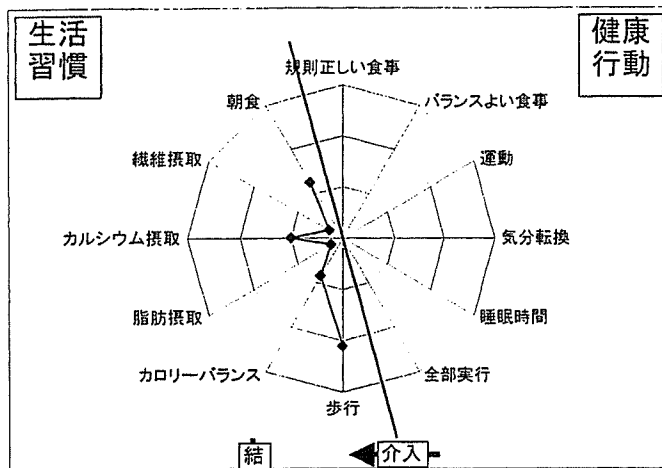 生活
習慣
健康
行動
規則正しい食事
朝食
バランスよい食事
繊維摂取
運動
カルシウム摂取
気分転換
脂肪摂取
睡眠時間
カロリーバランス
全部実行
歩行
結
介入